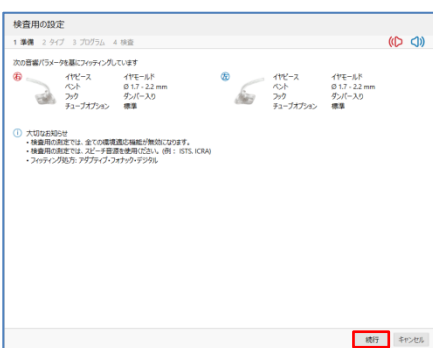 検査用の設定
1 準備 2 タイプ 3 プログラム 4 検査
次の音響パラメータを基にフィッティングしています
右 イヤピース イヤモールド 左 イヤピース イヤモールド
ベント Ø 1.7 - 2.2 mm ベント Ø 1.7 - 2.2 mm
フック ダンパー入り フック ダンパー入り
チューブオプション 標準 チューブオプション 標準
大切なお知らせ
・検査用の測定では、全ての環境適応機能が無効になります。
・検査用の測定では、スピーチ音源を使用ください。(例: ISTS, ICRA)
・フィッティング処方: アダプティブ・フォナック・デジタル
続行 キャンセル